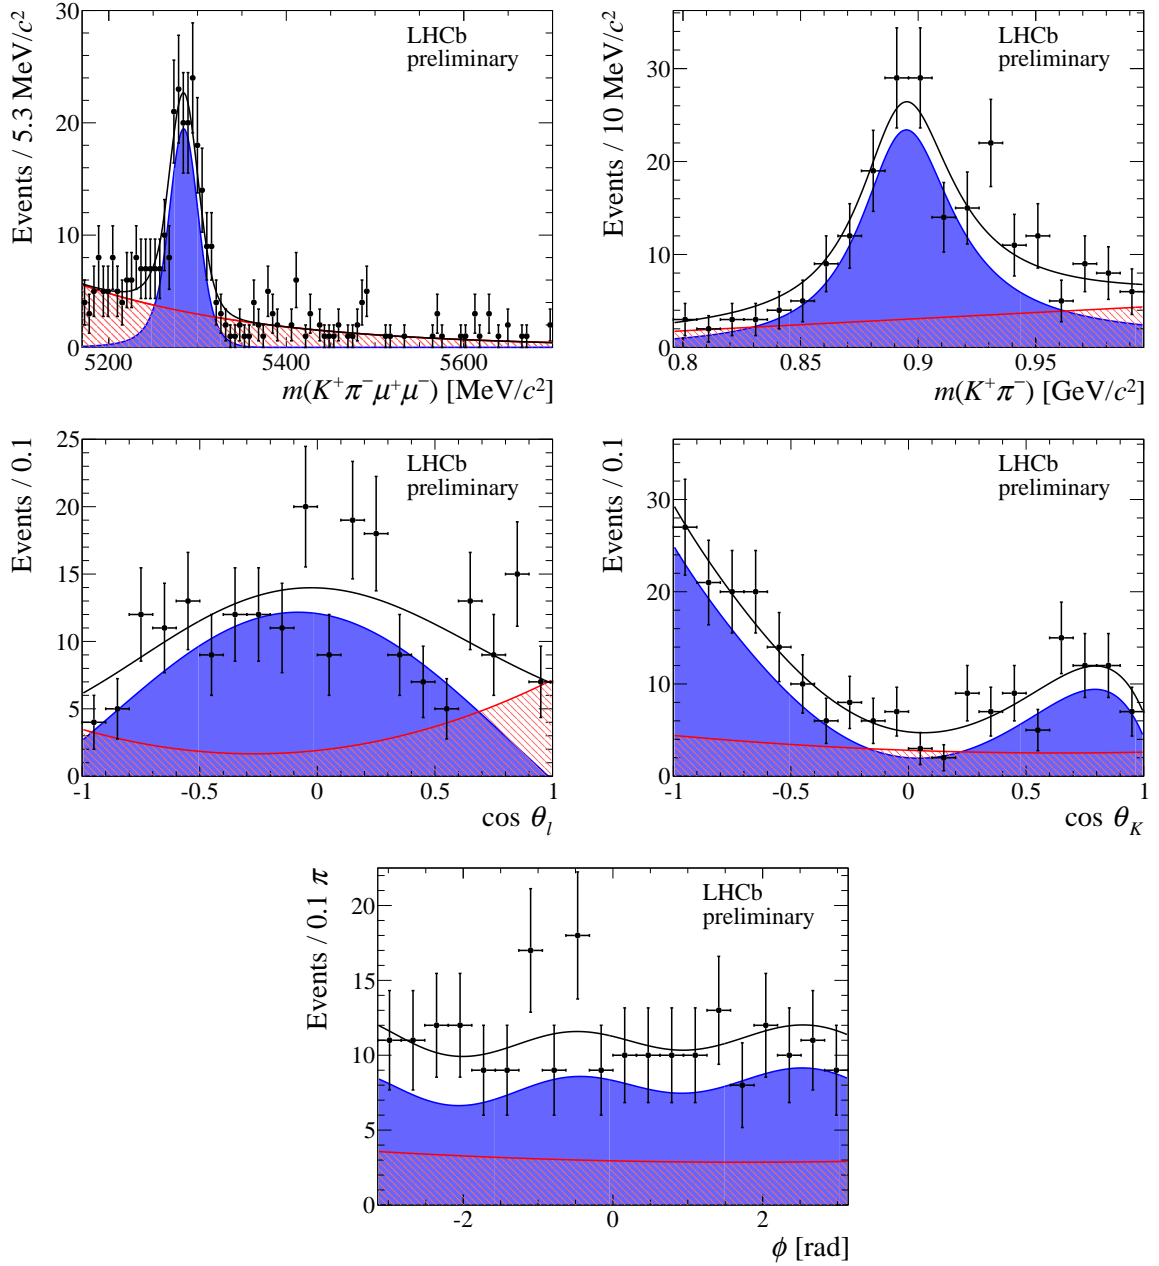 Events / 5.3 MeV/c²
30
20
10
0
LHCb
preliminary
5200
5400
5600
m(K⁺π⁻μ⁺μ⁻) [MeV/c²]
Events / 10 MeV/c²
30
20
10
0
LHCb
preliminary
0.8
0.85
0.9
0.95
m(K⁺π⁻) [GeV/c²]
Events / 0.1
25
20
15
10
5
0
LHCb
preliminary
-1
-0.5
0
0.5
1
cos θ_l
Events / 0.1
30
20
10
0
LHCb
preliminary
-1
-0.5
0
0.5
1
cos θ_K
Events / 0.1 π
20
15
10
5
0
LHCb
preliminary
-2
0
2
ϕ [rad]